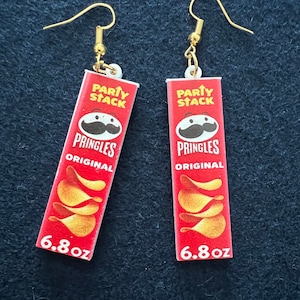 PARTY
STACK
PRINGLES
ORIGINAL
6.8 OZ
PARTY
STACK
PRINGLES
ORIGINAL
6.8 OZ